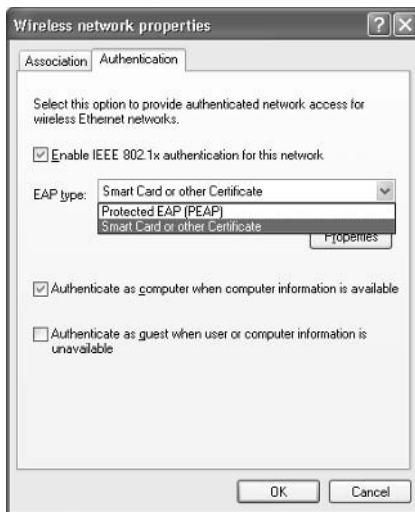 Wireless network properties
Association
Authentication
Select this option to provide authenticated network access for
wireless Ethernet networks.
Enable IEEE 802.1x authentication for this network
EAP type:
Smart Card or other Certificate
Protected EAP (PEAP)
Smart Card or other Certificate
Properties
Authenticate as computer when computer information is available
Authenticate as guest when user or computer information is
unavailable
OK
Cancel